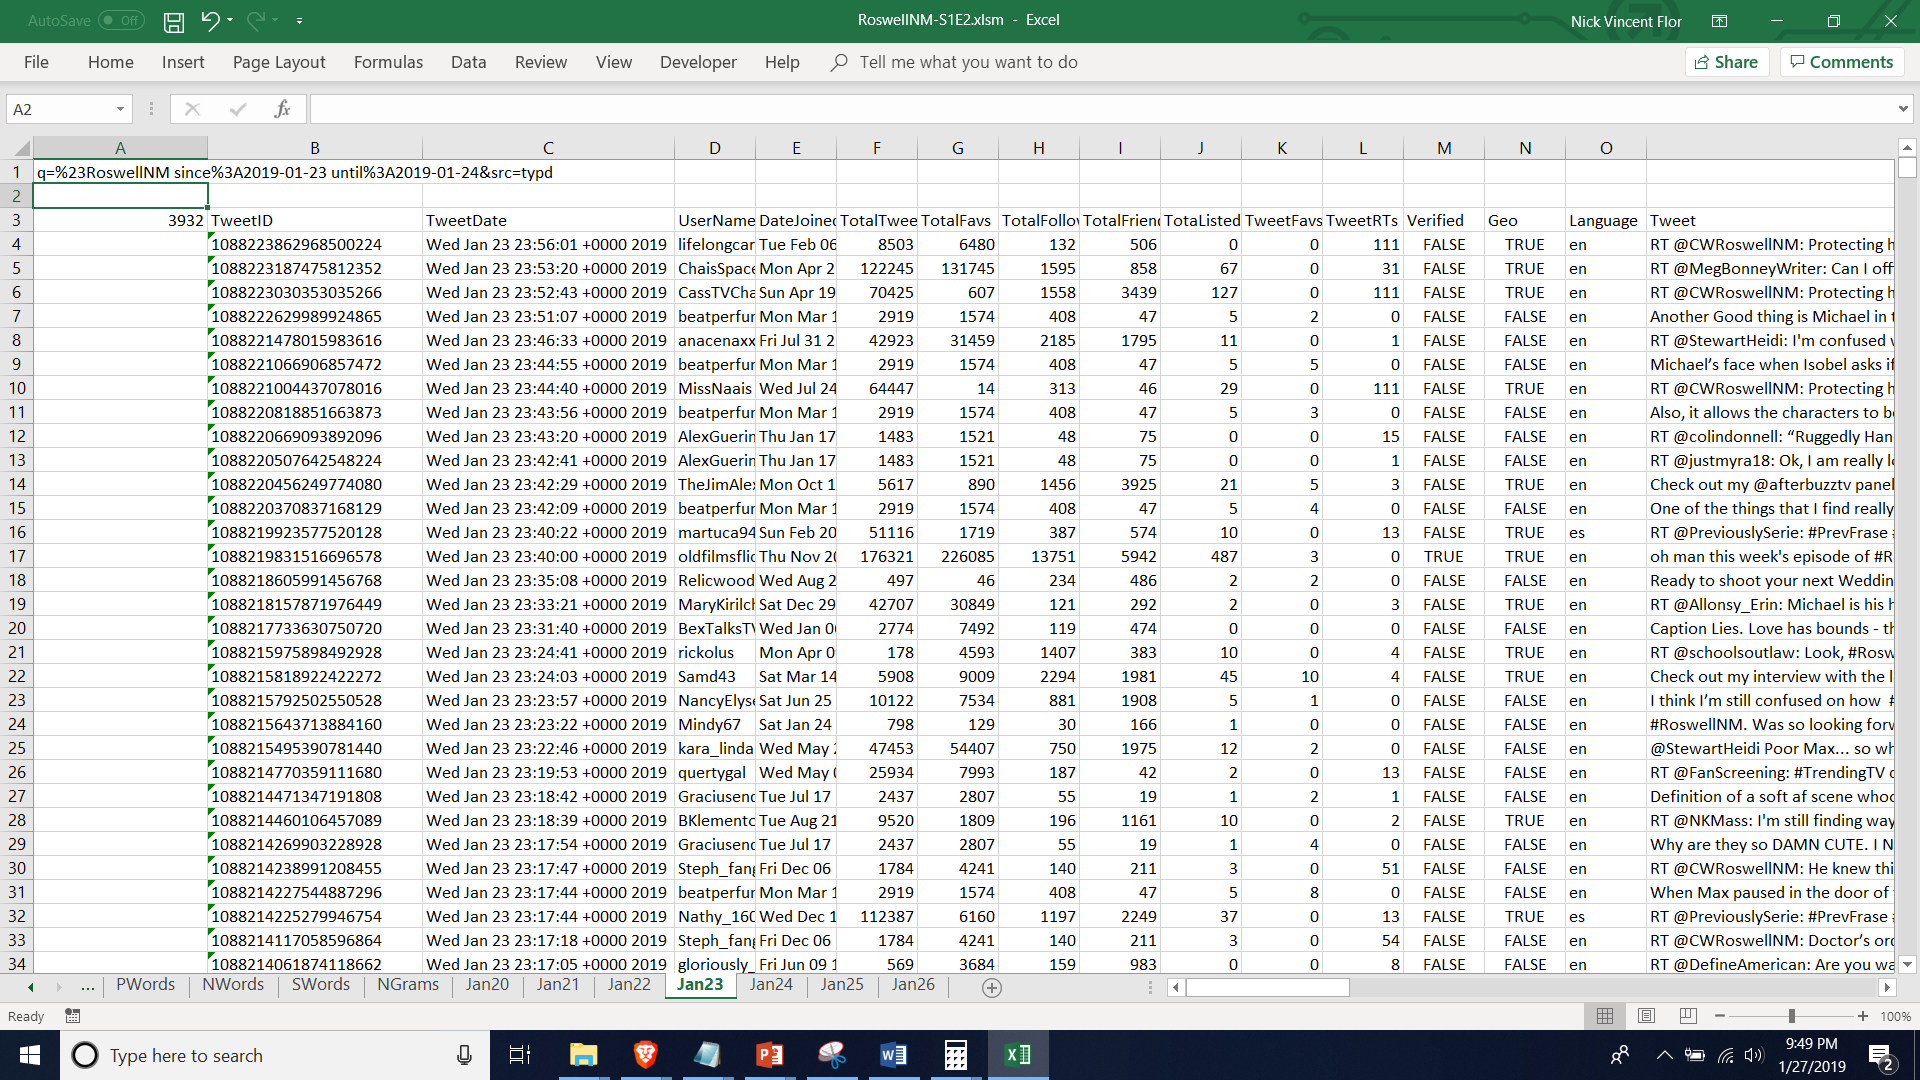 AutoSave Off RoswellNM-S1E2.xlsm - Excel Nick Vincent Flor
File Home Insert Page Layout Formulas Data Review View Developer Help Tell me what you want to do Share Comments
A2 fx
A B C D E F G H I J K L M N O
1 q=%23RoswellNM since%3A2019-01-23 until%3A2019-01-24&src=typd
2
3 3932 TweetID TweetDate UserName DateJoined TotalTwee TotalFavs TotalFollov TotalFriend TotaListed TweetFavs TweetRTs Verified Geo Language Tweet
4 1088223862968500224 Wed Jan 23 23:56:01 +0000 2019 lifelongcar Tue Feb 06 8503 6480 132 506 0 0 111 FALSE TRUE en RT @CWRoswellNM: Protecting h
5 1088223187475812352 Wed Jan 23 23:53:20 +0000 2019 ChaisSpace Mon Apr 2 122245 131745 1595 858 67 0 31 FALSE TRUE en RT @MegBonneyWriter: Can I off
6 1088223030353035266 Wed Jan 23 23:52:43 +0000 2019 CassTVCha Sun Apr 19 70425 607 1558 3439 127 0 111 FALSE TRUE en RT @CWRoswellNM: Protecting h
7 1088222629989924865 Wed Jan 23 23:51:07 +0000 2019 beatperfur Mon Mar 1 2919 1574 408 47 5 2 0 FALSE FALSE en Another Good thing is Michael in t
8 1088221478015983616 Wed Jan 23 23:46:33 +0000 2019 anacenaxx Fri Jul 31 2 42923 31459 2185 1795 11 0 1 FALSE FALSE en RT @StewartHeidi: I'm confused w
9 1088221066906857472 Wed Jan 23 23:44:55 +0000 2019 beatperfur Mon Mar 1 2919 1574 408 47 5 5 0 FALSE FALSE en Michael’s face when Isobel asks if
10 1088221004437078016 Wed Jan 23 23:44:40 +0000 2019 MissNaais Wed Jul 24 64447 14 313 46 29 0 111 FALSE TRUE en RT @CWRoswellNM: Protecting h
11 1088220818851663873 Wed Jan 23 23:43:56 +0000 2019 beatperfur Mon Mar 1 2919 1574 408 47 5 3 0 FALSE FALSE en Also, it allows the characters to be
12 1088220669093892096 Wed Jan 23 23:43:20 +0000 2019 AlexGuerin Thu Jan 17 1483 1521 48 75 0 0 15 FALSE FALSE en RT @colindonnell: “Ruggedly Han
13 1088220507642548224 Wed Jan 23 23:42:41 +0000 2019 AlexGuerin Thu Jan 17 1483 1521 48 75 0 0 1 FALSE FALSE en RT @justmyra18: Ok, I am really lo
14 1088220456249774080 Wed Jan 23 23:42:29 +0000 2019 TheJimAle Mon Oct 1 5617 890 1456 3925 21 5 3 FALSE TRUE en Check out my @afterbuzztv panel
15 1088220370837168129 Wed Jan 23 23:42:09 +0000 2019 beatperfur Mon Mar 1 2919 1574 408 47 5 4 0 FALSE FALSE en One of the things that I find really
16 1088219923577520128 Wed Jan 23 23:40:22 +0000 2019 martuca94 Sun Feb 20 51116 1719 387 574 10 0 13 FALSE TRUE es RT @PreviouslySerie: #PrevFrase
17 1088219831516696578 Wed Jan 23 23:40:00 +0000 2019 oldfilmsflic Thu Nov 20 176321 226085 13751 5942 487 3 0 TRUE TRUE en oh man this week's episode of #R
18 1088218605991456768 Wed Jan 23 23:35:08 +0000 2019 Relicwood Wed Aug 2 497 46 234 486 2 2 0 FALSE FALSE en Ready to shoot your next Weddin
19 1088218157871976449 Wed Jan 23 23:33:21 +0000 2019 MaryKirilch Sat Dec 29 42707 30849 121 292 2 0 3 FALSE TRUE en RT @Allonsy_Erin: Michael is his h
20 1088217733630750720 Wed Jan 23 23:31:40 +0000 2019 BexTalksTV Wed Jan 0 2774 7492 119 474 0 0 0 FALSE FALSE en Caption Lies. Love has bounds - th
21 1088215975898492928 Wed Jan 23 23:24:41 +0000 2019 rickolus Mon Apr 0 178 4593 1407 383 10 0 4 FALSE TRUE en RT @schoolsoutlaw: Look, #Rosw
22 1088215818922422272 Wed Jan 23 23:24:03 +0000 2019 Samd43 Sat Mar 14 5908 9009 2294 1981 45 10 4 FALSE TRUE en Check out my interview with the l
23 1088215792502550528 Wed Jan 23 23:23:57 +0000 2019 NancyElyse Sat Jun 25 10122 7534 881 1908 5 1 0 FALSE FALSE en I think I’m still confused on how #
24 1088215643713884160 Wed Jan 23 23:23:22 +0000 2019 Mindy67 Sat Jan 24 798 129 30 166 1 0 0 FALSE FALSE en #RoswellNM. Was so looking forw
25 1088215495390781440 Wed Jan 23 23:22:46 +0000 2019 kara_linda Wed May 2 47453 54407 750 1975 12 2 0 FALSE FALSE en @StewartHeidi Poor Max... so wh
26 1088214770359111680 Wed Jan 23 23:19:53 +0000 2019 quertygal Wed May 0 25934 7993 187 42 2 0 13 FALSE FALSE en RT @FanScreening: #TrendingTV c
27 1088214471347191808 Wed Jan 23 23:18:42 +0000 2019 Graciusend Tue Jul 17 2437 2807 55 19 1 2 1 FALSE FALSE en Definition of a soft af scene whoc
28 1088214460106457089 Wed Jan 23 23:18:39 +0000 2019 BKlementc Tue Aug 21 9520 1809 196 1161 10 0 2 FALSE TRUE en RT @NKMass: I'm still finding way
29 1088214269903228928 Wed Jan 23 23:17:54 +0000 2019 Graciusend Tue Jul 17 2437 2807 55 19 1 4 0 FALSE FALSE en Why are they so DAMN CUTE. I N
30 1088214238991208455 Wed Jan 23 23:17:47 +0000 2019 Steph_fang Fri Dec 06 1784 4241 140 211 3 0 51 FALSE FALSE en RT @CWRoswellNM: He knew thi
31 1088214227544887296 Wed Jan 23 23:17:44 +0000 2019 beatperfur Mon Mar 1 2919 1574 408 47 5 8 0 FALSE FALSE en When Max paused in the door of
32 1088214225279946754 Wed Jan 23 23:17:44 +0000 2019 Nathy_160 Wed Dec 1 112387 6160 1197 2249 37 0 13 FALSE TRUE es RT @PreviouslySerie: #PrevFrase
33 1088214117058596864 Wed Jan 23 23:17:18 +0000 2019 Steph_fang Fri Dec 06 1784 4241 140 211 3 0 54 FALSE FALSE en RT @CWRoswellNM: Doctor’s ord
34 1088214061874118662 Wed Jan 23 23:17:05 +0000 2019 gloriously_ Fri Jun 09 1 569 3684 159 983 0 0 8 FALSE FALSE en RT @DefineAmerican: Are you wa
... PWords NWords SWords NGrams Jan20 Jan21 Jan22 Jan23 Jan24 Jan25 Jan26
Ready 100%
Type here to search 9:49 PM
1/27/2019 2